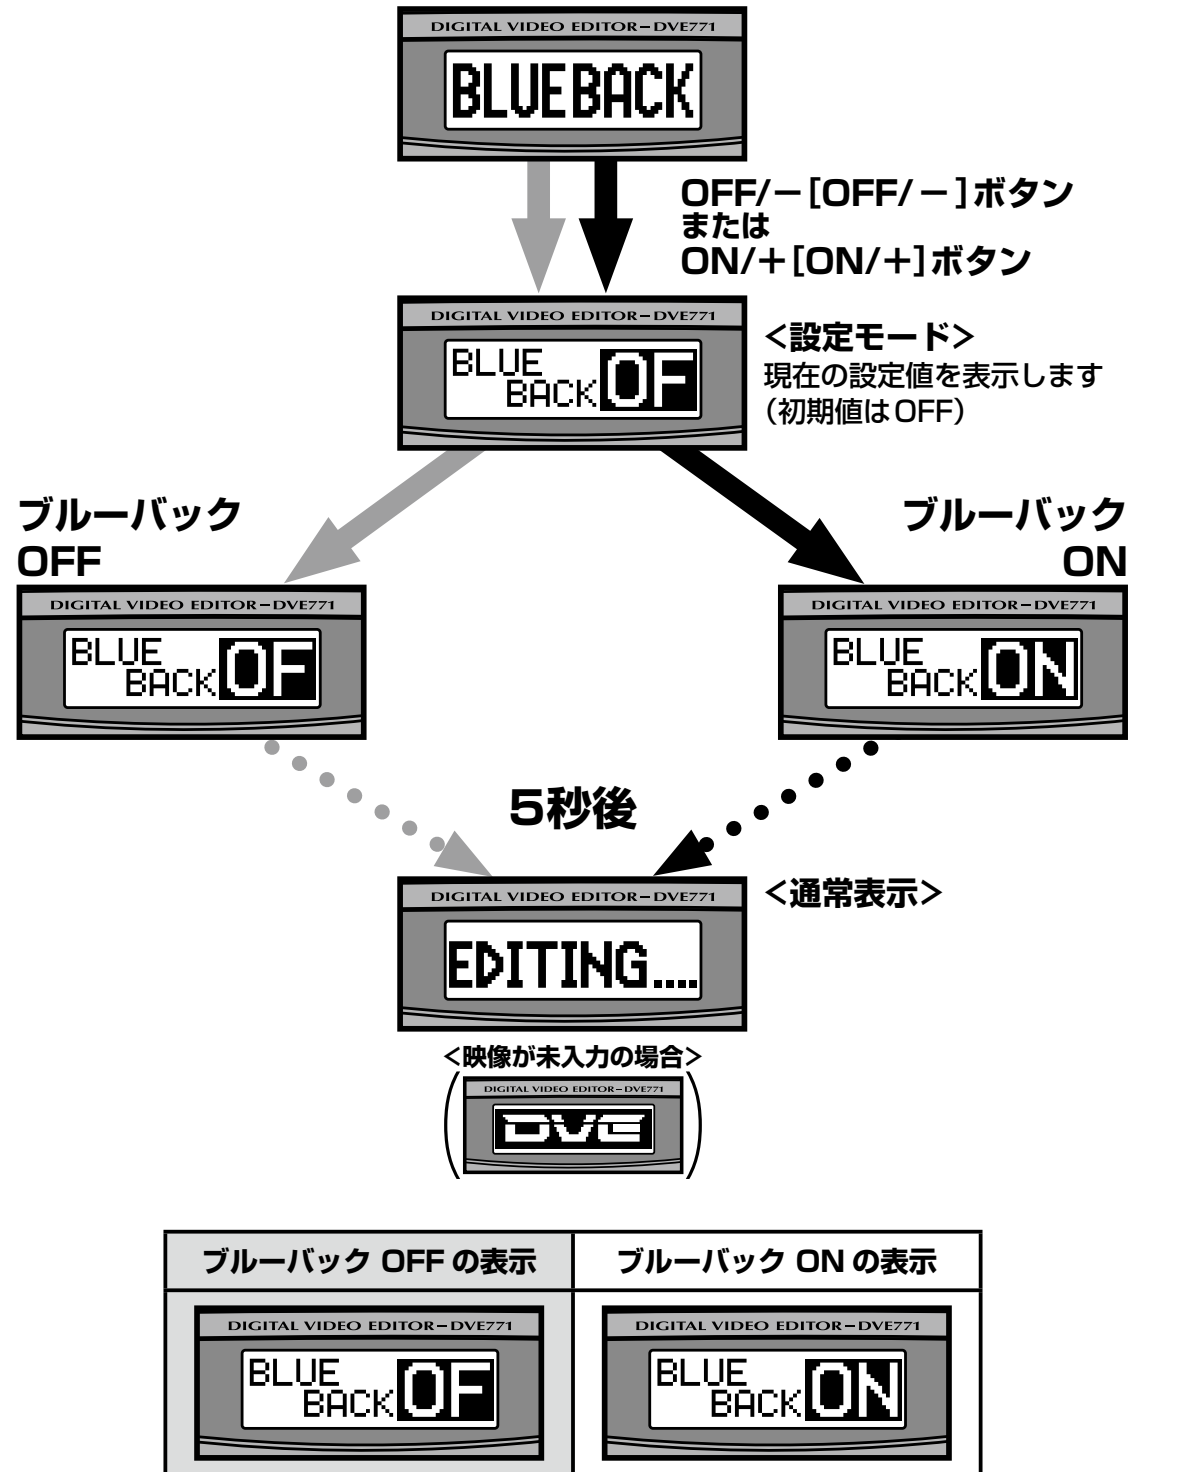 DIGITAL VIDEO EDITOR–DVE771
BLUEBACK
OFF/－[OFF/－]ボタン
または
ON/＋[ON/＋]ボタン
DIGITAL VIDEO EDITOR–DVE771
BLUE
BACK OF
＜設定モード＞
現在の設定値を表示します
（初期値はOFF）
ブルーバック
OFF
ブルーバック
ON
DIGITAL VIDEO EDITOR–DVE771
BLUE
BACK OF
DIGITAL VIDEO EDITOR–DVE771
BLUE
BACK ON
5秒後
DIGITAL VIDEO EDITOR–DVE771
EDITING....
＜通常表示＞
＜映像が未入力の場合＞
DIGITAL VIDEO EDITOR–DVE771
DVE
ブルーバック OFF の表示
ブルーバック ON の表示
DIGITAL VIDEO EDITOR–DVE771
BLUE
BACK OF
DIGITAL VIDEO EDITOR–DVE771
BLUE
BACK ON